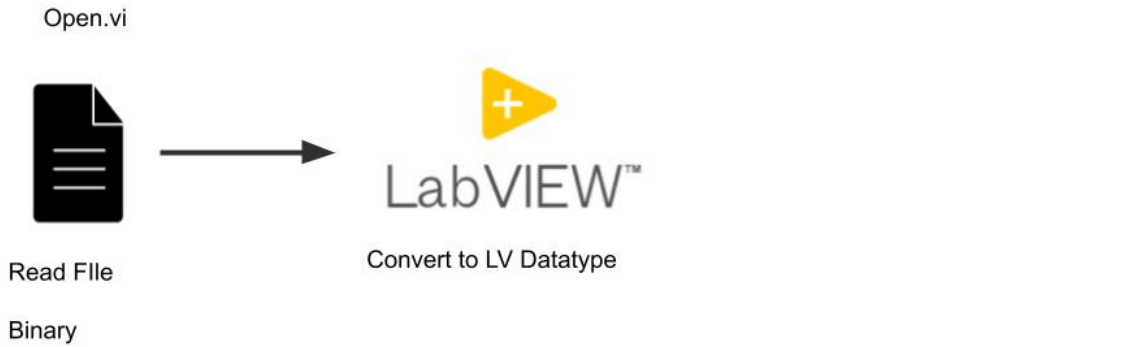 Open.vi
LabVIEW™
Convert to LV Datatype
Read FIle
Binary